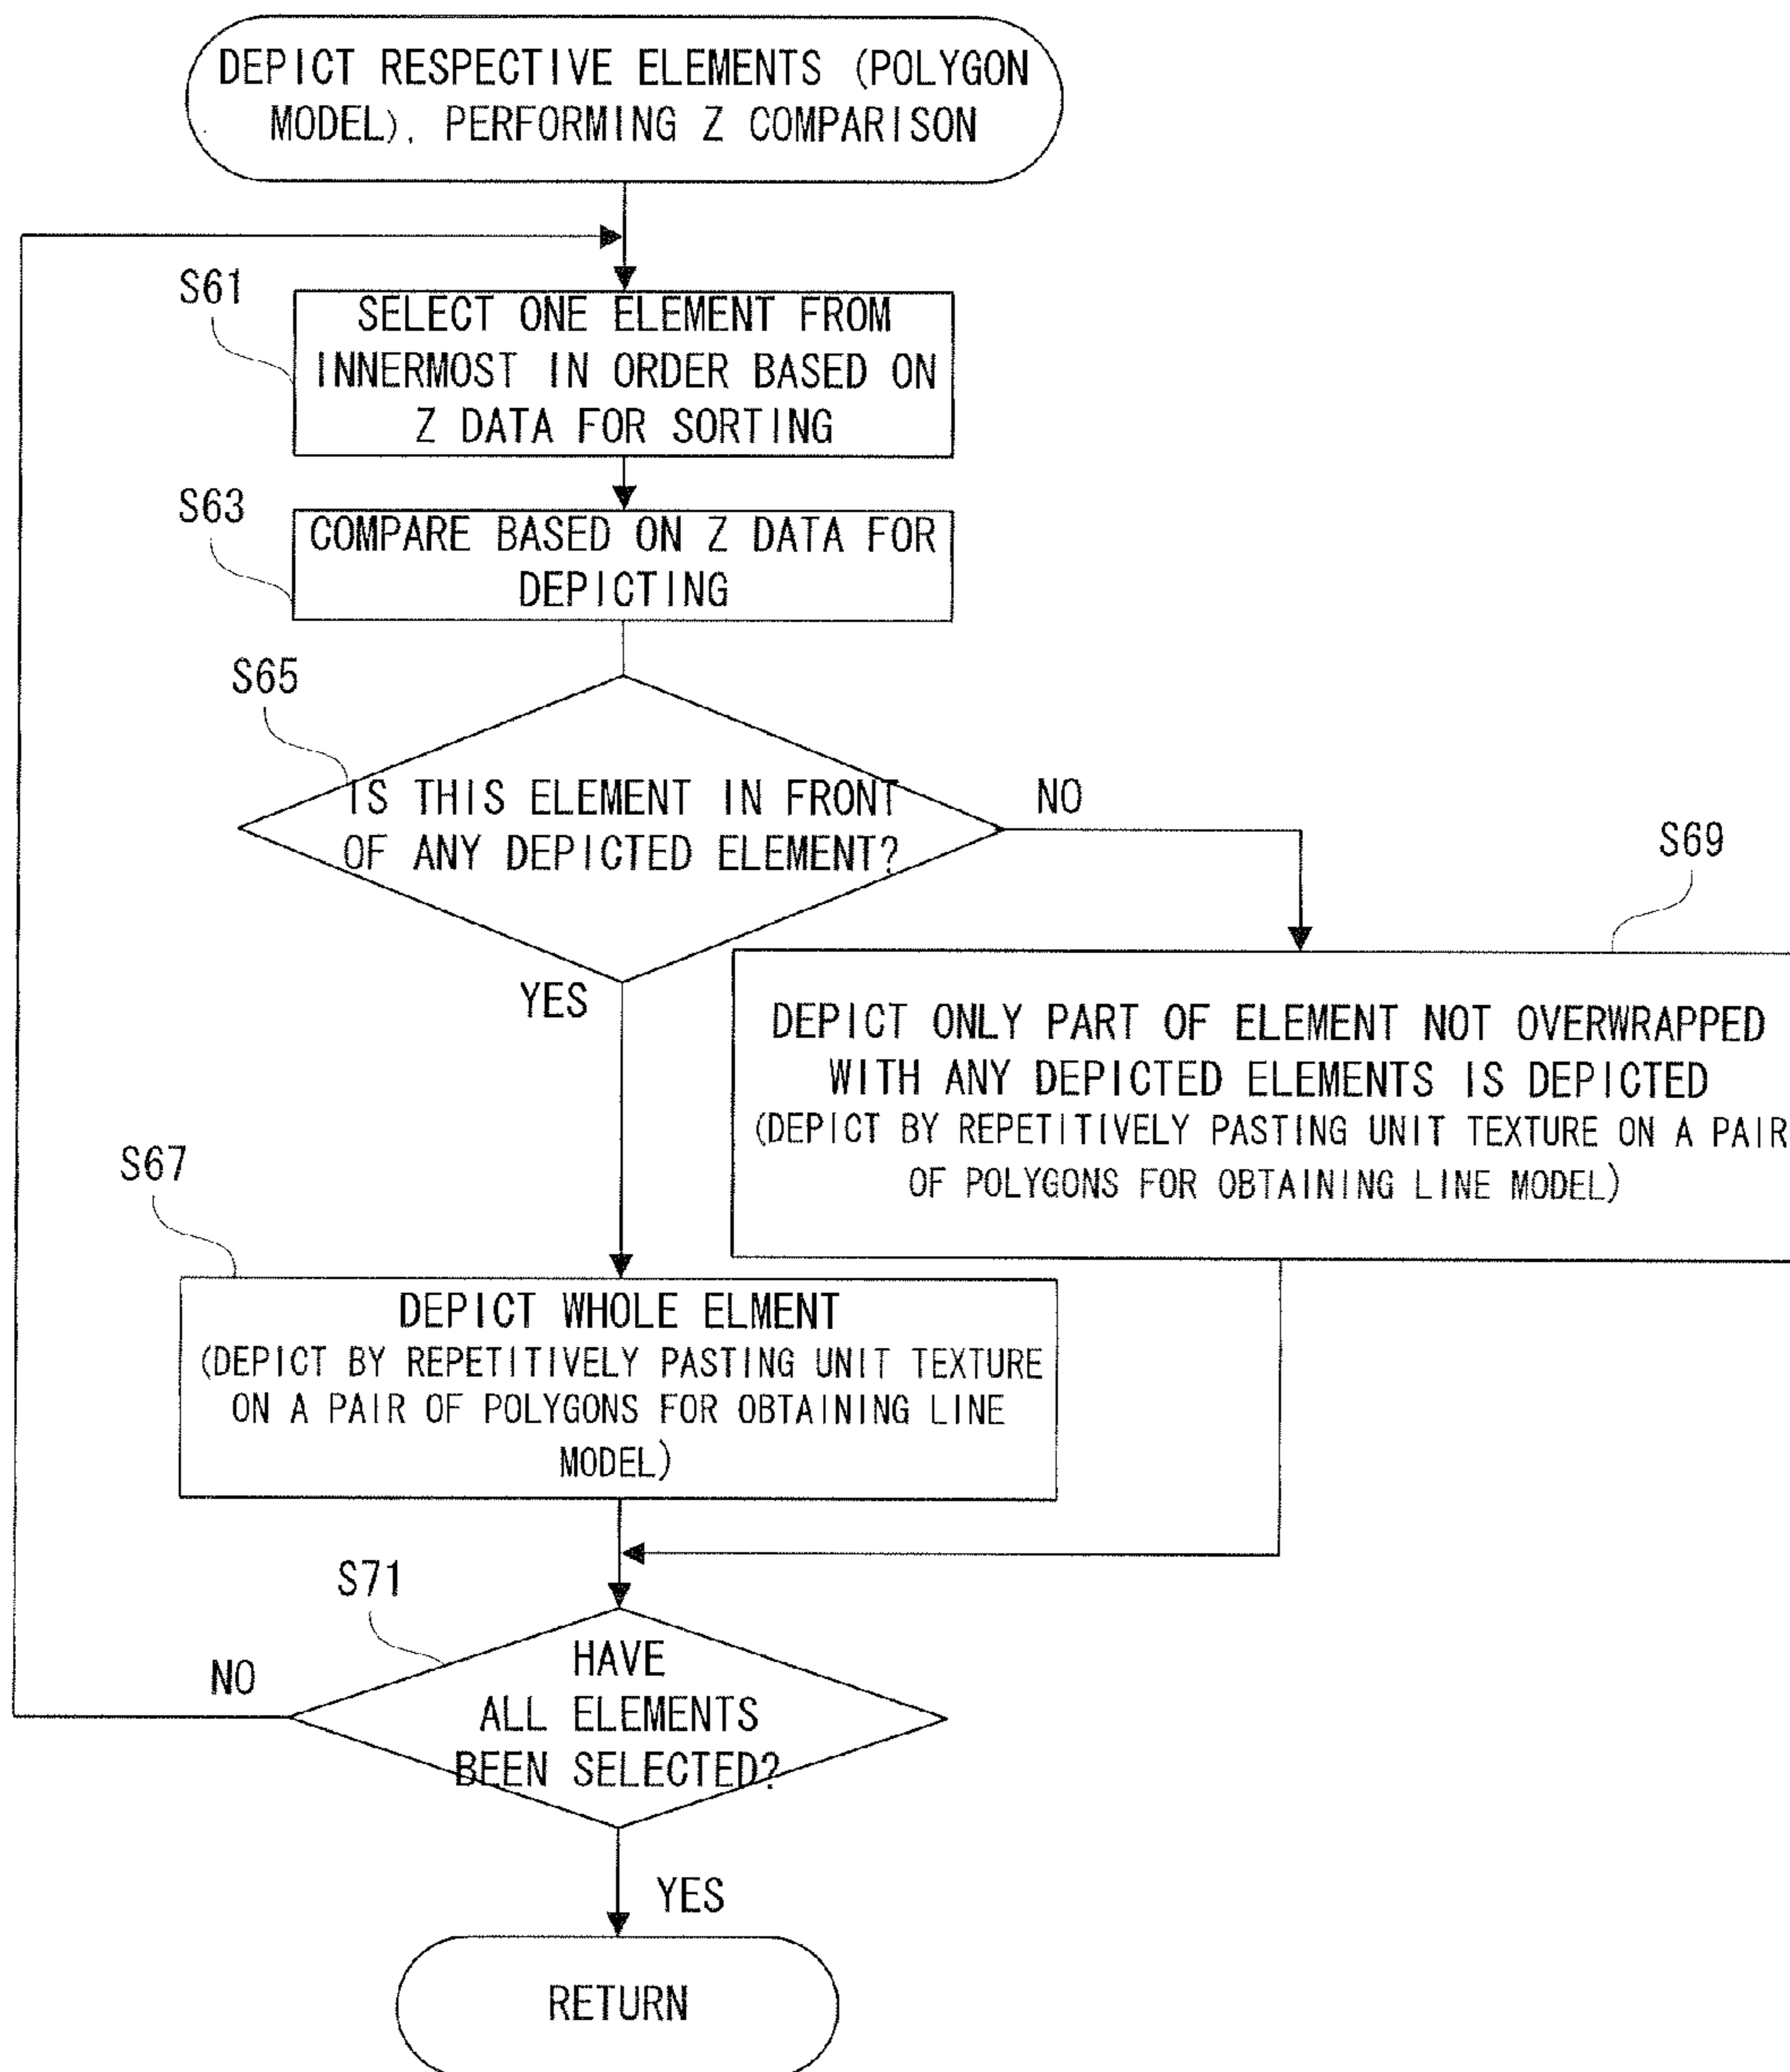 DEPICT RESPECTIVE ELEMENTS (POLYGON
MODEL), PERFORMING Z COMPARISON
S61
SELECT ONE ELEMENT FROM
INNERMOST IN ORDER BASED ON
Z DATA FOR SORTING
S63
COMPARE BASED ON Z DATA FOR
DEPICTING
S65
IS THIS ELEMENT IN FRONT
OF ANY DEPICTED ELEMENT?
NO
YES
S69
DEPICT ONLY PART OF ELEMENT NOT OVERWRAPPED
WITH ANY DEPICTED ELEMENTS IS DEPICTED
(DEPICT BY REPETITIVELY PASTING UNIT TEXTURE ON A PAIR
OF POLYGONS FOR OBTAINING LINE MODEL)
S67
DEPICT WHOLE ELMENT
(DEPICT BY REPETITIVELY PASTING UNIT TEXTURE
ON A PAIR OF POLYGONS FOR OBTAINING LINE
MODEL)
S71
HAVE
ALL ELEMENTS
BEEN SELECTED?
NO
YES
RETURN